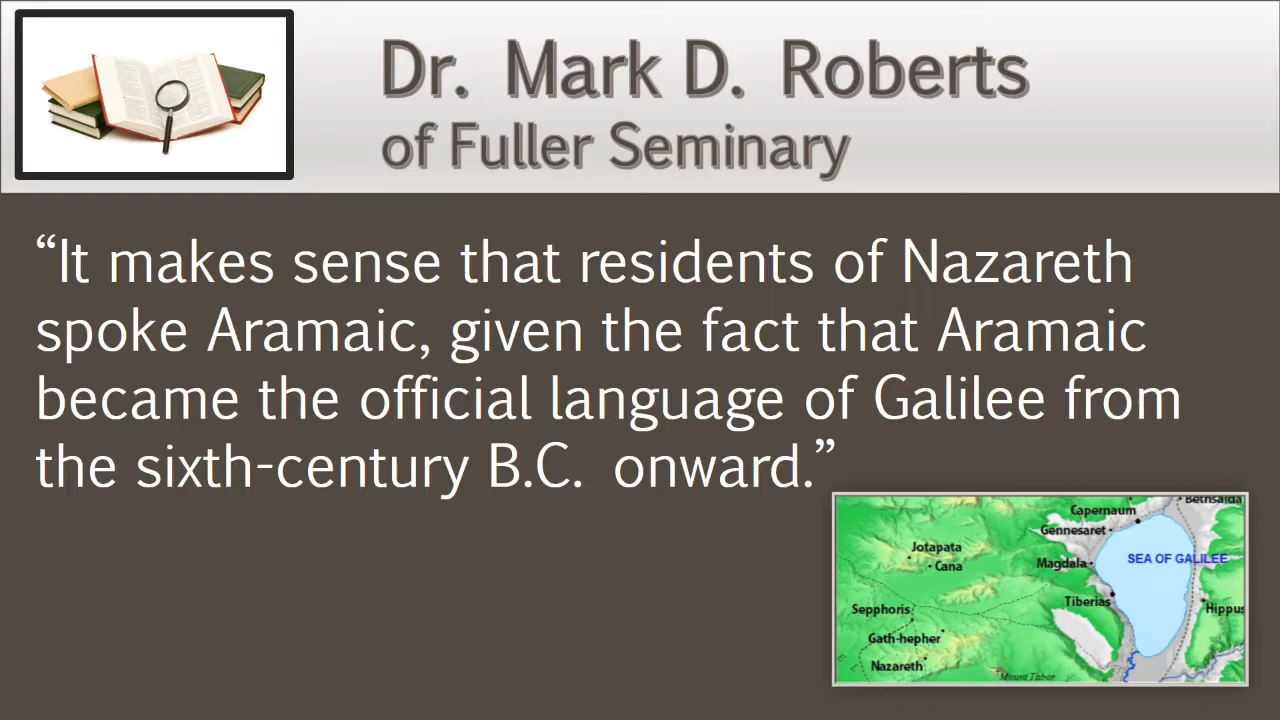 Dr. Mark D. Roberts
of Fuller Seminary
“It makes sense that residents of Nazareth
spoke Aramaic, given the fact that Aramaic
became the official language of Galilee from
the sixth-century B.C. onward.”
Bethsaida
Capernaum
Gennesaret
Jotapata
Cana
Magdala
SEA OF GALILEE
Tiberias
Sepphoris
Hippus
Gath-hepher
Nazareth
Mount Tabor